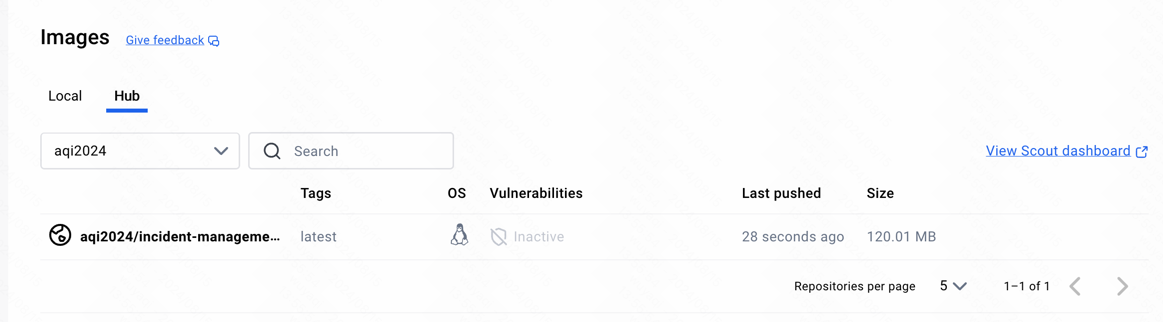 Images Give feedback
Local Hub
aqi2024 Search View Scout dashboard
Tags OS Vulnerabilities Last pushed Size
aqi2024/incident-manageme... latest Inactive 28 seconds ago 120.01 MB
Repositories per page 5 1–1 of 1